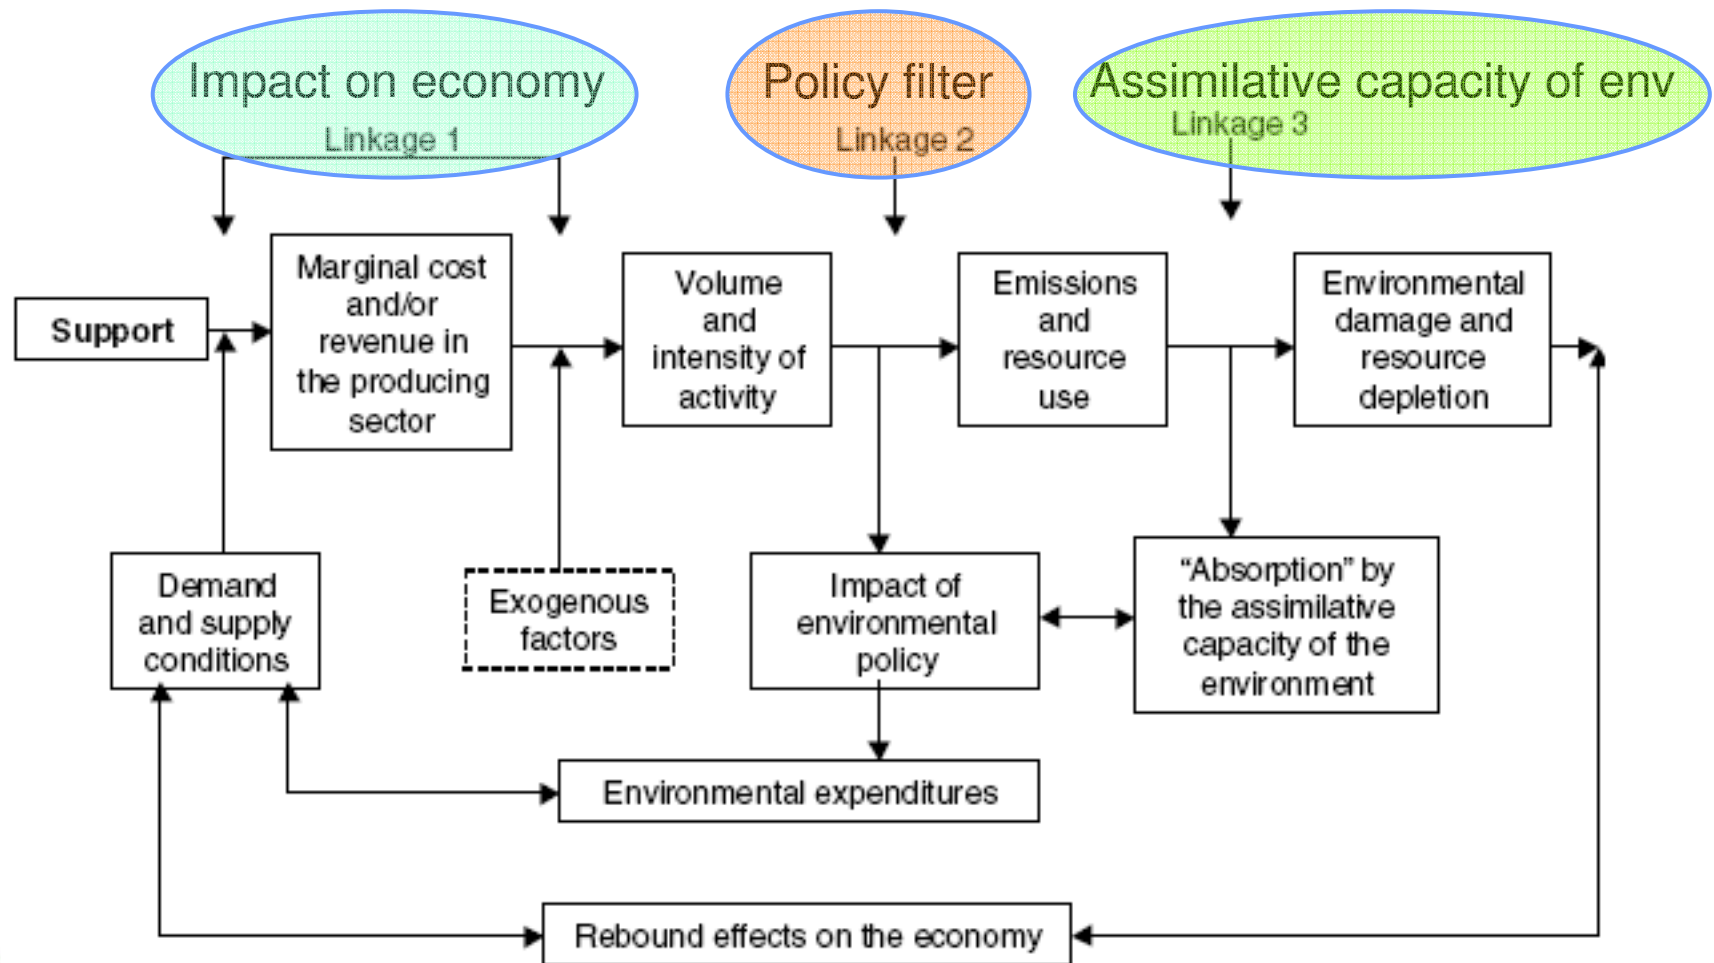 Impact on economy
Linkage 1
Policy filter
Linkage 2
Assimilative capacity of env
Linkage 3
Support
Marginal cost
and/or
revenue in
the producing
sector
Volume
and
intensity of
activity
Emissions
and
resource
use
Environmental
damage and
resource
depletion
Demand
and supply
conditions
Exogenous
factors
Impact of
environmental
policy
“Absorption” by
the assimilative
capacity of the
environment
Environmental expenditures
Rebound effects on the economy